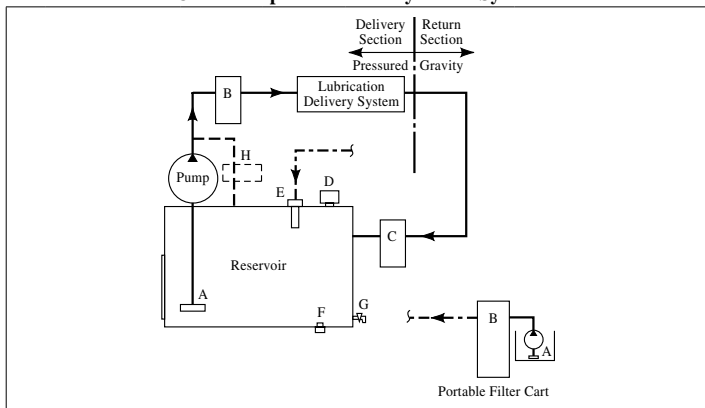 Delivery Section
Return Section
Pressured
Gravity
B
Lubrication
Delivery System
H
Pump
E
D
C
Reservoir
A
F
G
B
A
Portable Filter Cart